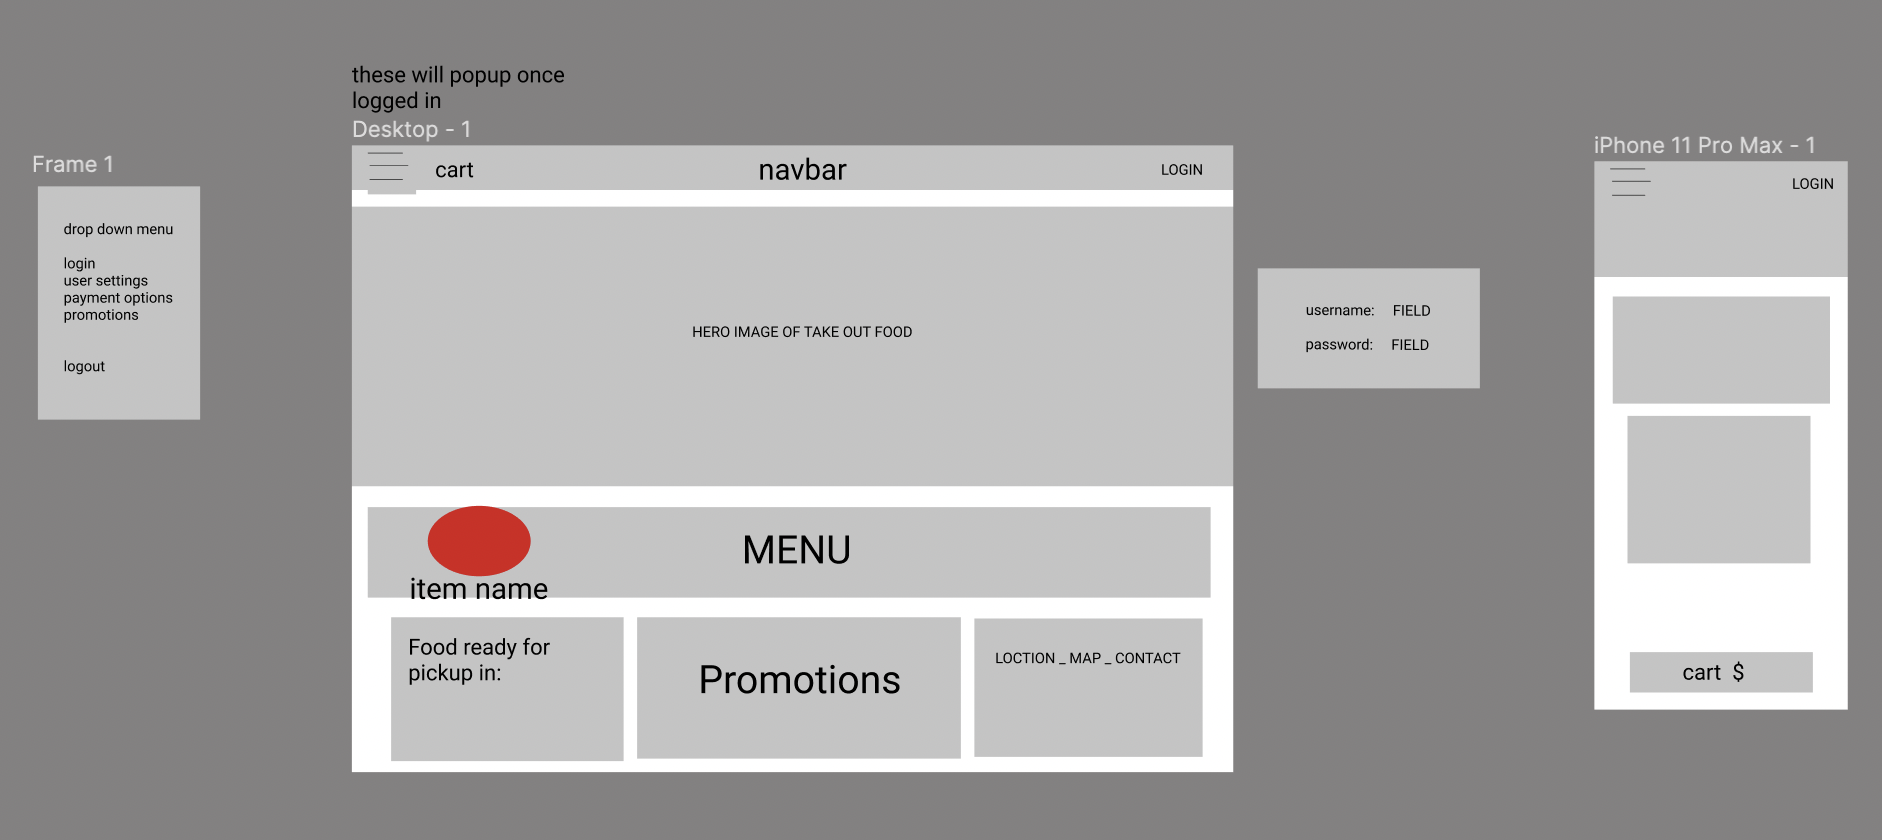 these will popup once
logged in
Desktop - 1
Frame 1
drop down menu
login
user settings
payment options
promotions
logout
cart
navbar
LOGIN
HERO IMAGE OF TAKE OUT FOOD
MENU
item name
Food ready for
pickup in:
Promotions
LOCTION _ MAP _ CONTACT
username: FIELD
password: FIELD
iPhone 11 Pro Max - 1
LOGIN
cart $